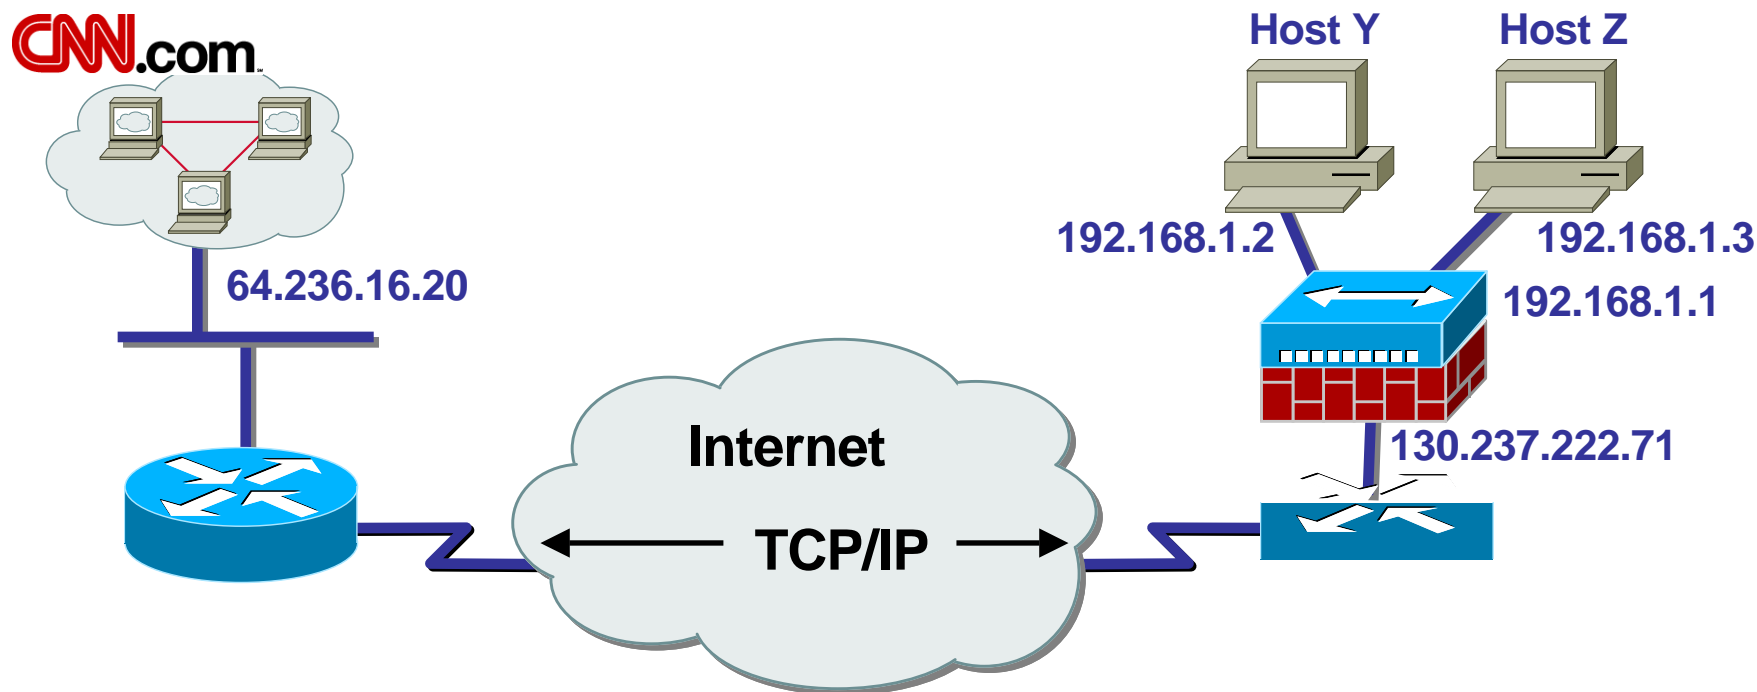 CNN.com
Host Y
Host Z
192.168.1.2
192.168.1.3
64.236.16.20
192.168.1.1
130.237.222.71
Internet
TCP/IP